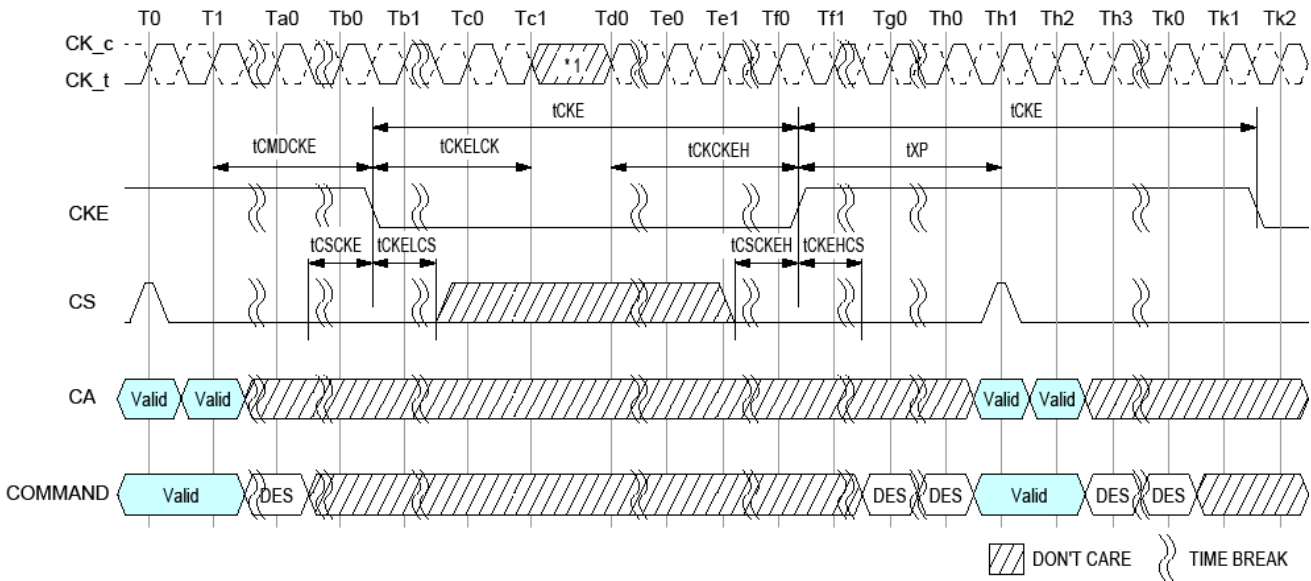 T0 T1 Ta0 Tb0 Tb1 Tc0 Tc1 Td0 Te0 Te1 Tf0 Tf1 Tg0 Th0 Th1 Th2 Th3 Tk0 Tk1 Tk2
CK_c
*1
CK_t
tCKE tCKE
tCMDCKE tCKELCK tCKCKEH tXP
CKE
tCSCKE tCKELCS tCSCKEH tCKEHCS
CS
CA Valid Valid Valid Valid
COMMAND Valid DES DES DES Valid DES DES
DON'T CARE TIME BREAK